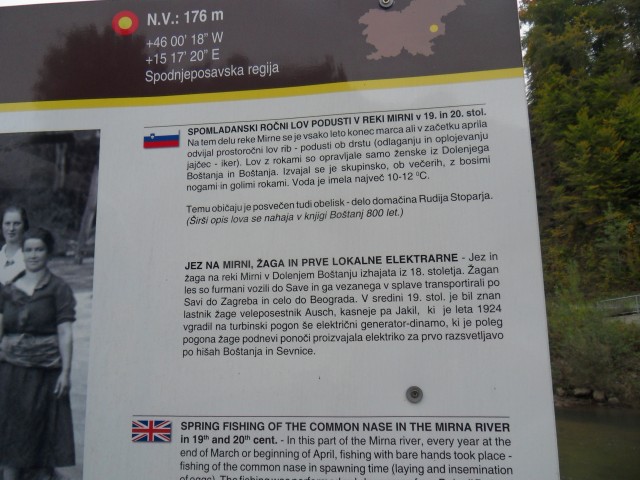 N.V.: 176 m
+46 00' 18" W
+15 17' 20" E
Spodnjeposavska regija
SPOMLADANSKI ROČNI LOV PODUSTI V REKI MIRNI v 19. in 20. stol.
Na tem delu reke Mirne se je vsako leto konec marca ali v začetku aprila
odvijal prostoročni lov rib - podusti ob drstu (odlaganju in oplojevanju
jajčec - iker). Lov z rokami so opravljale samo ženske iz Dolenjega
Boštanja in Boštanja. Izvajal se je skupinsko, ob večerih, z bosimi
nogami in golimi rokami. Voda je imela največ 10-12 ºC.
Temu običaju je posvečen tudi obelisk - delo domačina Rudija Stoparja.
(Širši opis lova se nahaja v knjigi Boštanj 800 let.)
JEZ NA MIRNI, ŽAGA IN PRVE LOKALNE ELEKTRARNE - Jez in
žaga na reki Mirni v Dolenjem Boštanju izhajata iz 18. stoletja. Žagan
les so furmani vozili do Save in ga vezanega v splave transportirali po
Savi do Zagreba in celo do Beograda. V sredini 19. stol. je bil znan
lastnik žage veleposestnik Ausch, kasneje pa Jakil, ki je leta 1924
vgradil na turbinski pogon še električni generator-dinamo, ki je poleg
pogona žage podnevi ponoči proizvajala elektriko za prvo razsvetljavo
po hišah Boštanja in Sevnice.
SPRING FISHING OF THE COMMON NASE IN THE MIRNA RIVER
in 19th and 20th cent. - In this part of the Mirna river, every year at the
end of March or beginning of April, fishing with bare hands took place -
fishing of the common nase in spawning time (laying and insemination
of eggs). The fishing was